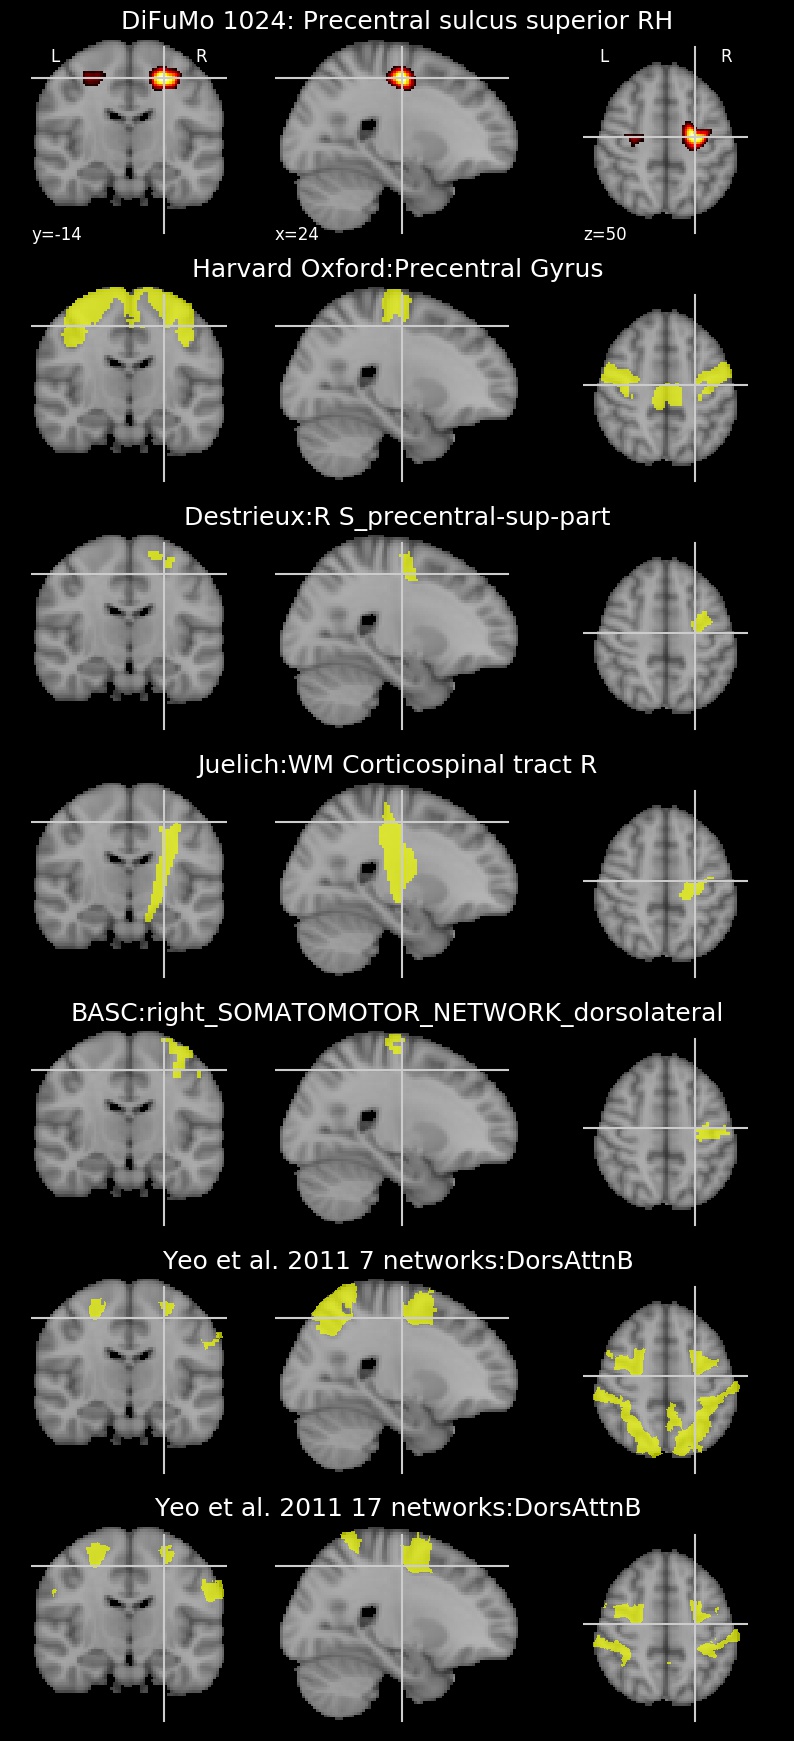 DiFuMo 1024: Precentral sulcus superior RH
L R L R
y=-14 x=24 z=50
Harvard Oxford:Precentral Gyrus
Destrieux:R S_precentral-sup-part
Juelich:WM Corticospinal tract R
BASC:right_SOMATOMOTOR_NETWORK_dorsolateral
Yeo et al. 2011 7 networks:DorsAttnB
Yeo et al. 2011 17 networks:DorsAttnB